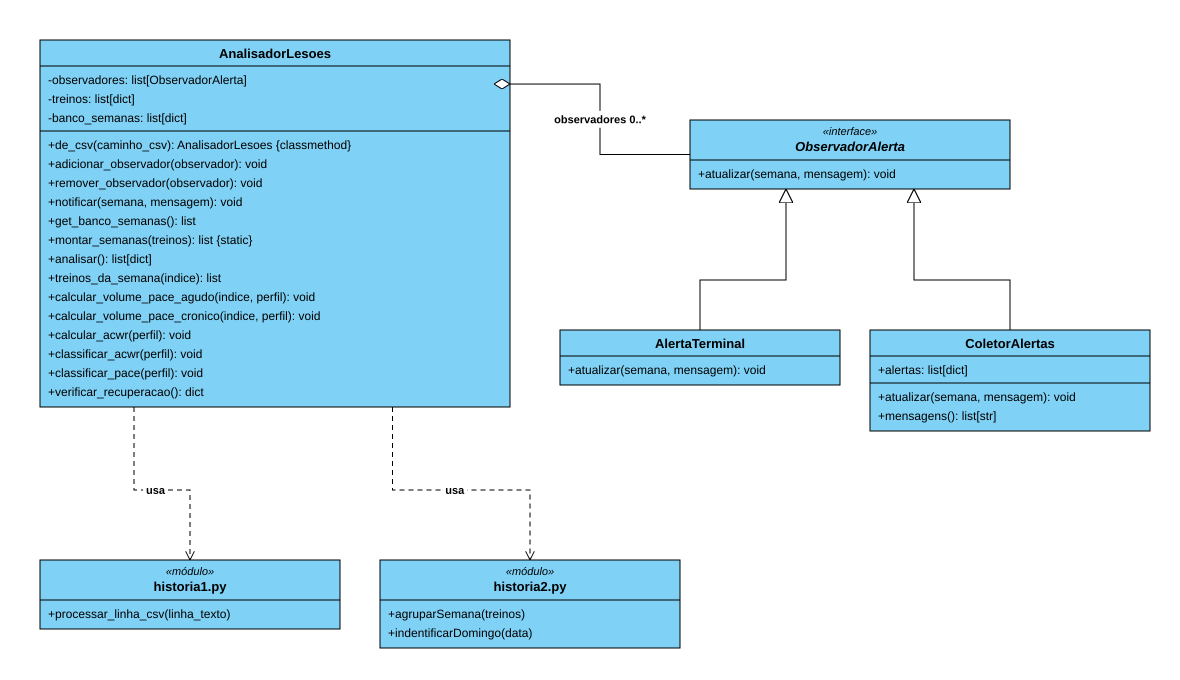 AnalisadorLesoes
-observadores: list[ObservadorAlerta]
-treinos: list[dict]
-banco_semanas: list[dict]
+de_csv(caminho_csv): AnalisadorLesoes {classmethod}
+adicionar_observador(observador): void
+remover_observador(observador): void
+notificar(semana, mensagem): void
+get_banco_semanas(): list
+montar_semanas(treinos): list {static}
+analisar(): list[dict]
+treinos_da_semana(indice): list
+calcular_volume_pace_agudo(indice, perfil): void
+calcular_volume_pace_cronico(indice, perfil): void
+calcular_acwr(perfil): void
+classificar_acwr(perfil): void
+classificar_pace(perfil): void
+verificar_recuperacao(): dict
observadores 0..*
«interface»
ObservadorAlerta
+atualizar(semana, mensagem): void
AlertaTerminal
+atualizar(semana, mensagem): void
ColetorAlertas
+alertas: list[dict]
+atualizar(semana, mensagem): void
+mensagens(): list[str]
usa
usa
«módulo»
historia1.py
+processar_linha_csv(linha_texto)
«módulo»
historia2.py
+agruparSemana(treinos)
+indentificarDomingo(data)